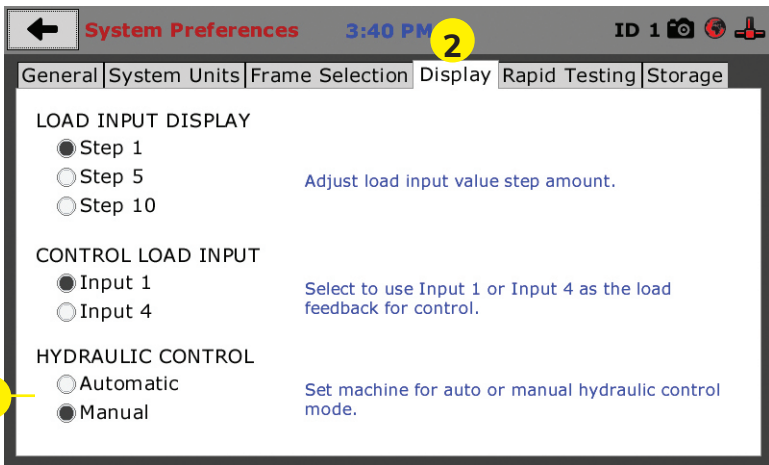 System Preferences 3:40 PM 2 ID 1
General System Units Frame Selection Display Rapid Testing Storage
LOAD INPUT DISPLAY
Step 1
Step 5
Adjust load input value step amount.
Step 10
CONTROL LOAD INPUT
Input 1
Input 4
Select to use Input 1 or Input 4 as the load
feedback for control.
HYDRAULIC CONTROL
Automatic
Manual
Set machine for auto or manual hydraulic control
mode.